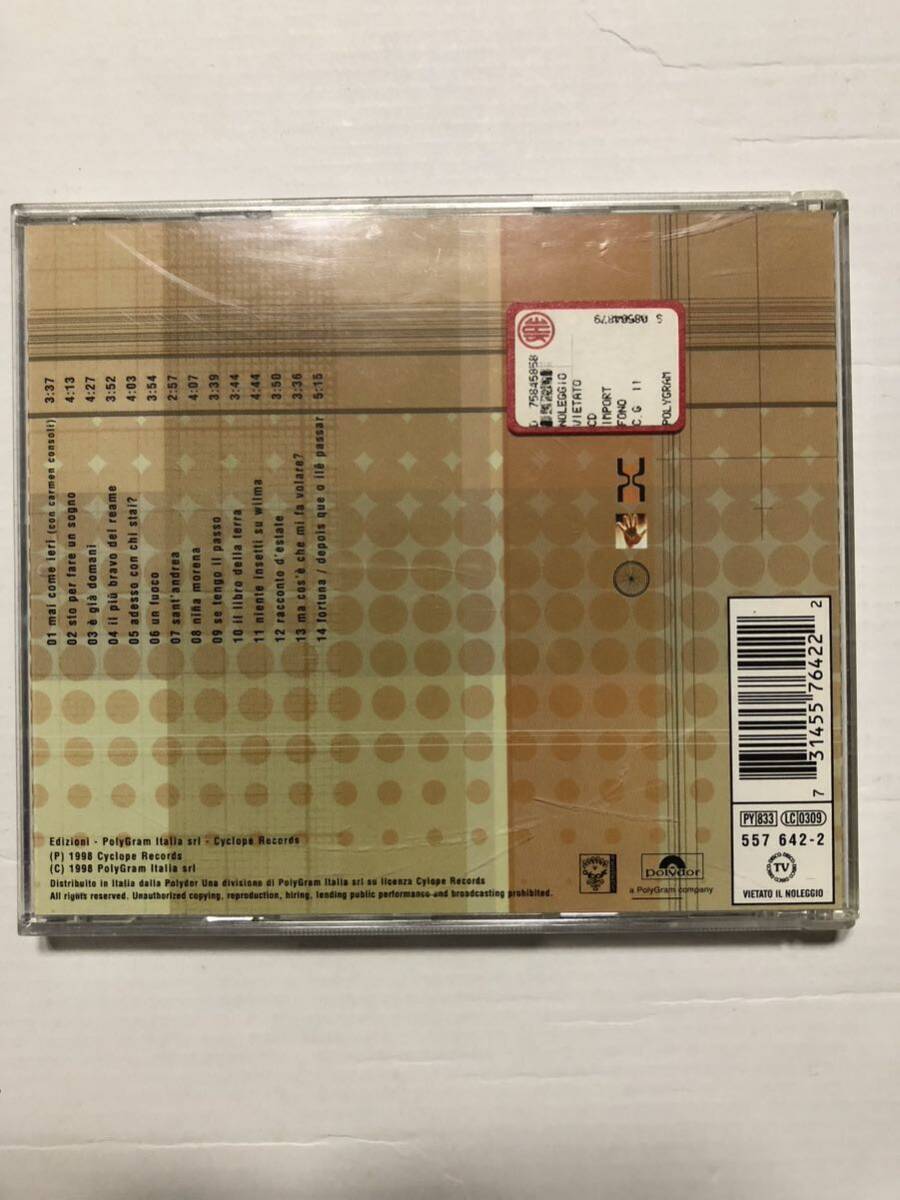 01 mai come ieri (con carmen consoli) 3:37
02 sto per fare un sogno 4:13
03 è già domani 4:27
04 il più bravo del reame 3:52
05 adesso con chi stai? 4:03
06 un fuoco 3:54
07 sant'andrea 2:57
08 niña morena 4:07
09 se tengo il passo 3:39
10 il libro della terra 3:44
11 niente insetti su wilma 4:44
12 racconto d'estate 3:50
13 ma cos'è che mi fa volare? 3:36
14 fortuna / depois que o ilê passar 5:15
75845858
NOLEGGIO
VIETATO
CD
IMPORT
FONO
C.G 11
POLYGRAM
7 31455 76422 2
PY 833 LC 0309
557 642-2
TV
VIETATO IL NOLEGGIO
Edizioni - PolyGram Italia srl - Cyclope Records
(P) 1998 Cyclope Records
(C) 1998 PolyGram Italia srl
Distribuito in Italia dalla Polydor Una divisione di PolyGram Italia srl su licenza Cylope Records
All rights reserved. Unauthorized copying, reproduction, hiring, lending public performance and broadcasting prohibited.
polydor
a PolyGram company